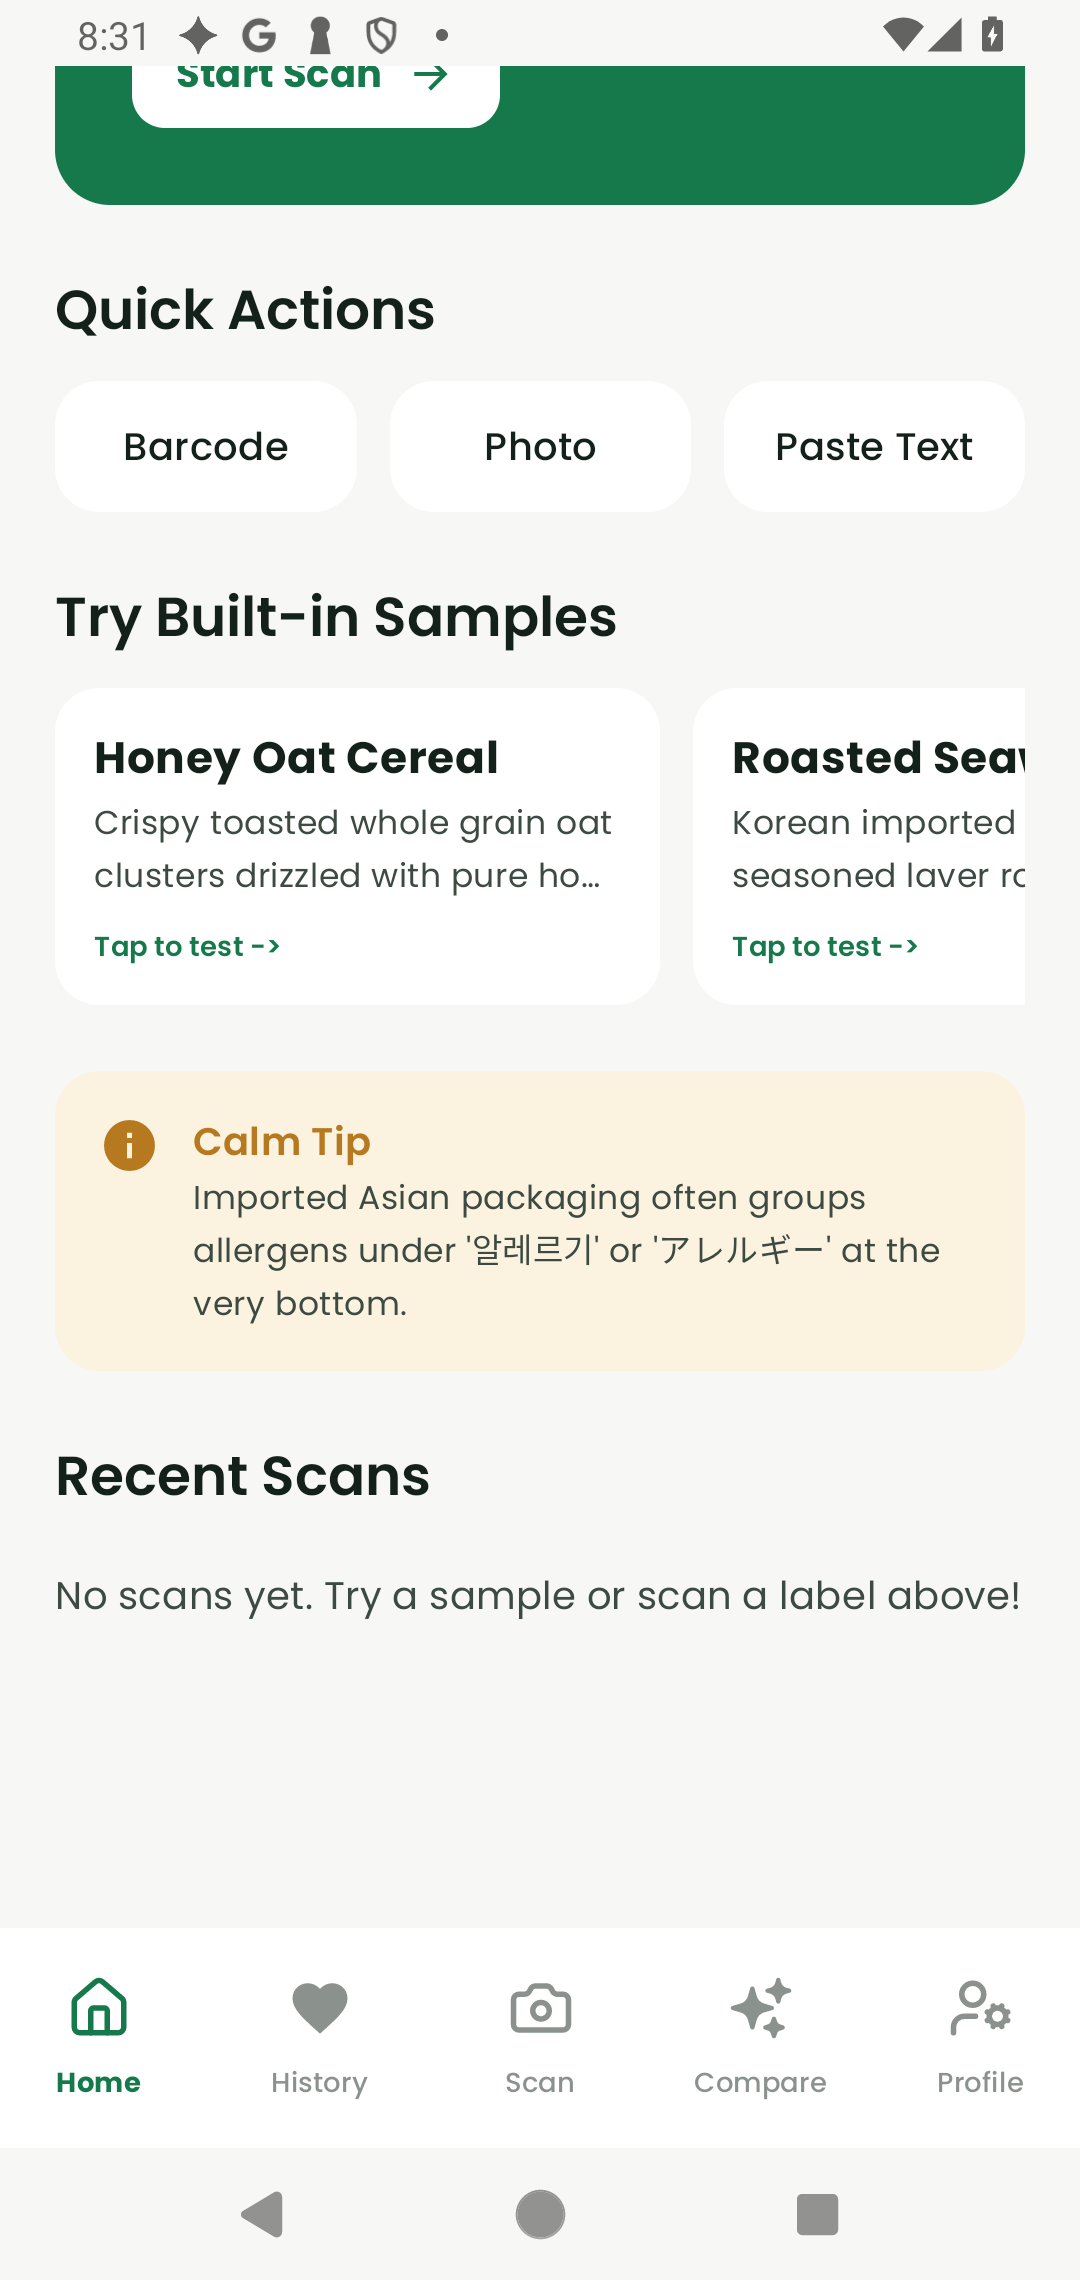 8:31
Start Scan →
Quick Actions
Barcode
Photo
Paste Text
Try Built-in Samples
Honey Oat Cereal
Crispy toasted whole grain oat
clusters drizzled with pure ho...
Tap to test ->
Roasted
Korean imported
seasoned laver
Tap to test ->
Calm Tip
Imported Asian packaging often groups
allergens under '알레르기' or 'アレルギー' at the
very bottom.
Recent Scans
No scans yet. Try a sample or scan a label above!
Home
History
Scan
Compare
Profile